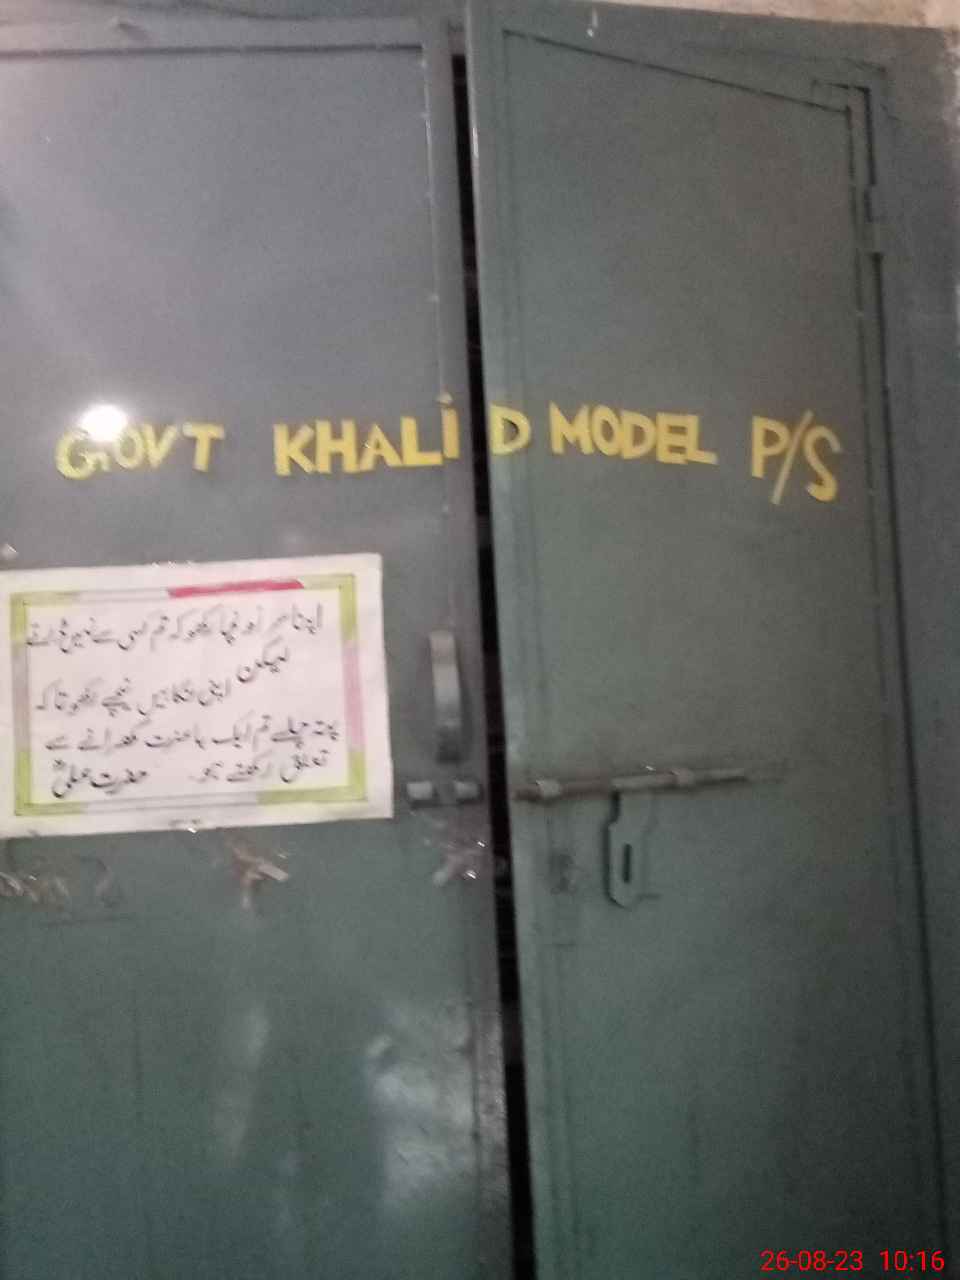 GOVT KHALID MODEL P/S
اپنا سر اونچا رکھو کہ تم کسی سے نہیں ڈرتے
لیکن
اپنی نگاہیں نیچے رکھو تاکہ
پتہ چلے تم ایک باعزت گھرانے سے
تعلق رکھتے ہو۔ حضرت علیؓ
26-08-23 10:16